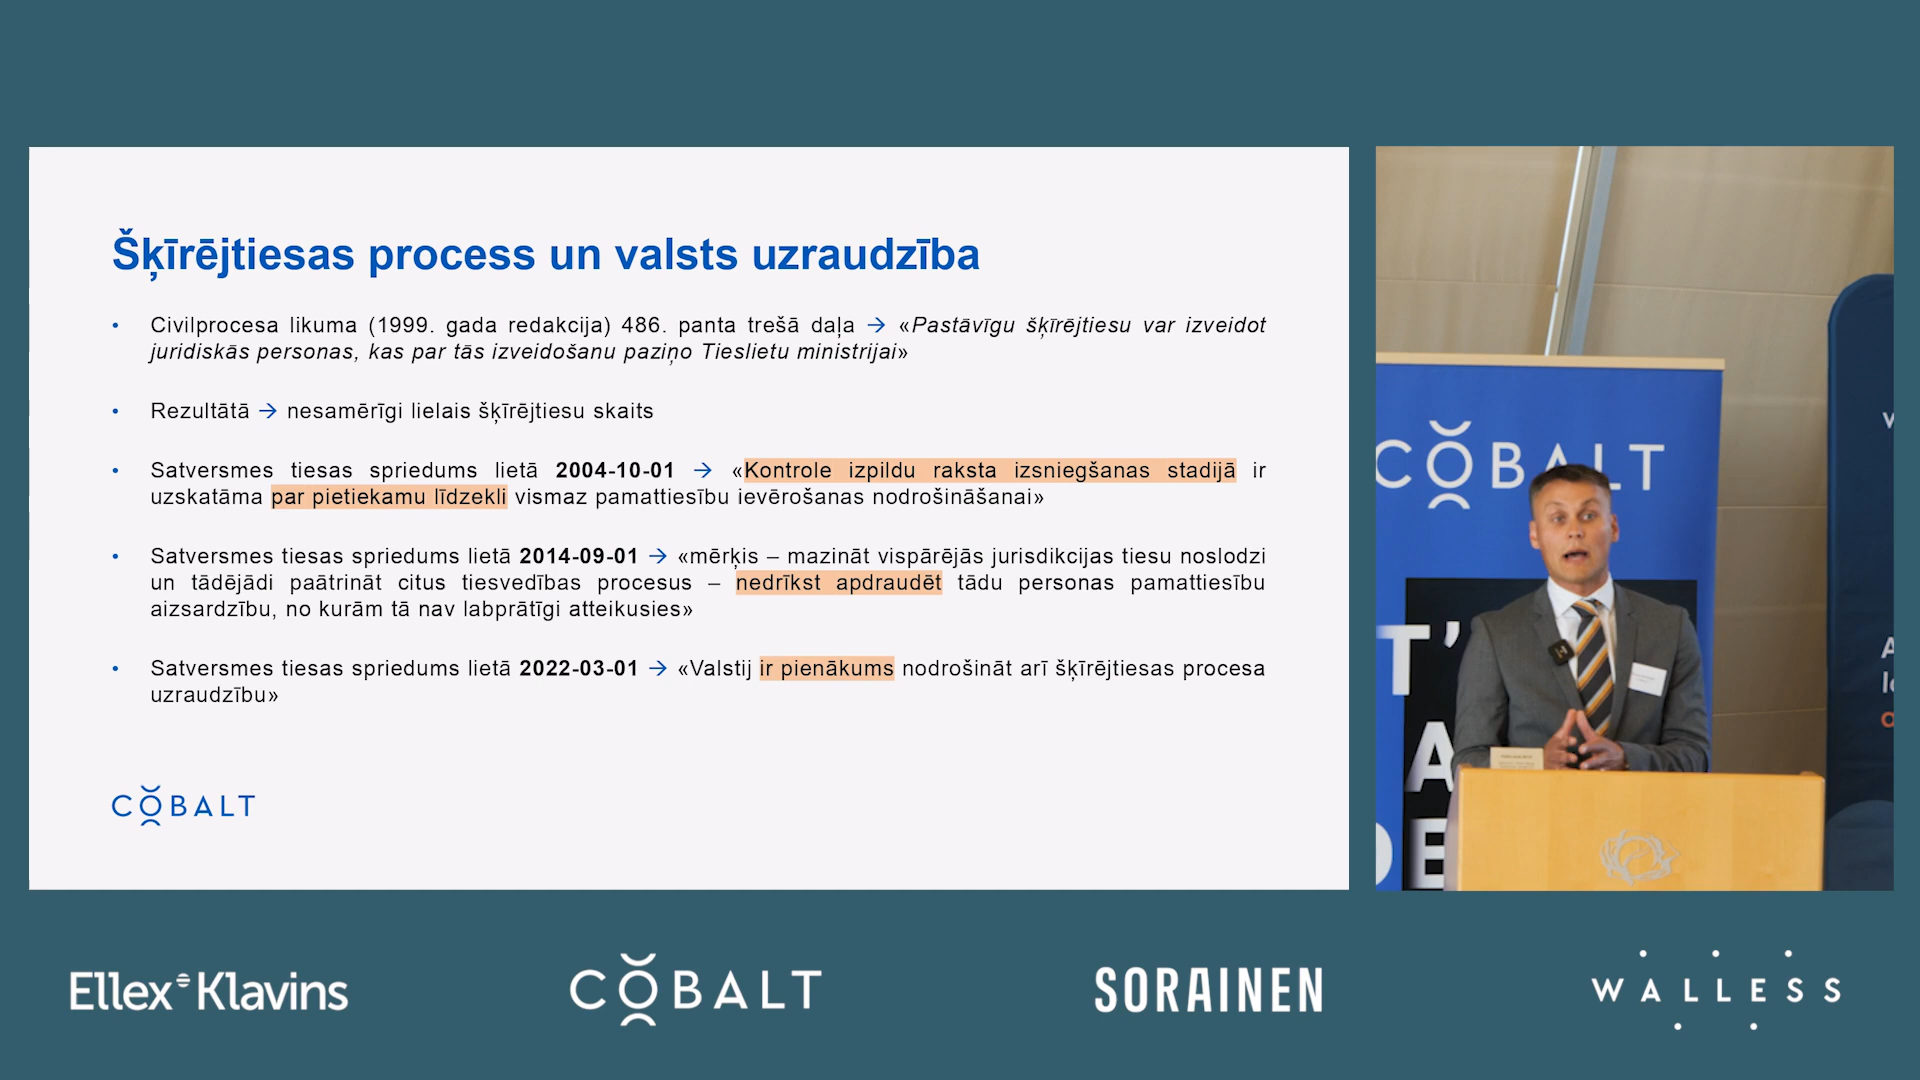 Šķīrējtiesas process un valsts uzraudzība
• Civilprocesa likuma (1999. gada redakcija) 486. panta trešā daļa → «Pastāvīgu šķīrējtiesu var izveidot
juridiskās personas, kas par tās izveidošanu paziņo Tieslietu ministrijai»
• Rezultātā → nesamērīgi lielais šķīrējtiesu skaits
• Satversmes tiesas spriedums lietā 2004-10-01 → «Kontrole izpildu raksta izsniegšanas stadijā ir
uzskatāma par pietiekamu līdzekli vismaz pamattiesību ievērošanas nodrošināšanai»
• Satversmes tiesas spriedums lietā 2014-09-01 → «mērķis – mazināt vispārējās jurisdikcijas tiesu noslodzi
un tādējādi paātrināt citus tiesvedības procesus – nedrīkst apdraudēt tādu personas pamattiesību
aizsardzību, no kurām tā nav labprātīgi atteikusies»
• Satversmes tiesas spriedums lietā 2022-03-01 → «Valstij ir pienākums nodrošināt arī šķīrējtiesas procesa
uzraudzību»
COBALT
COBALT
Ellex Klavins
COBALT
SORAINEN
WALLESS